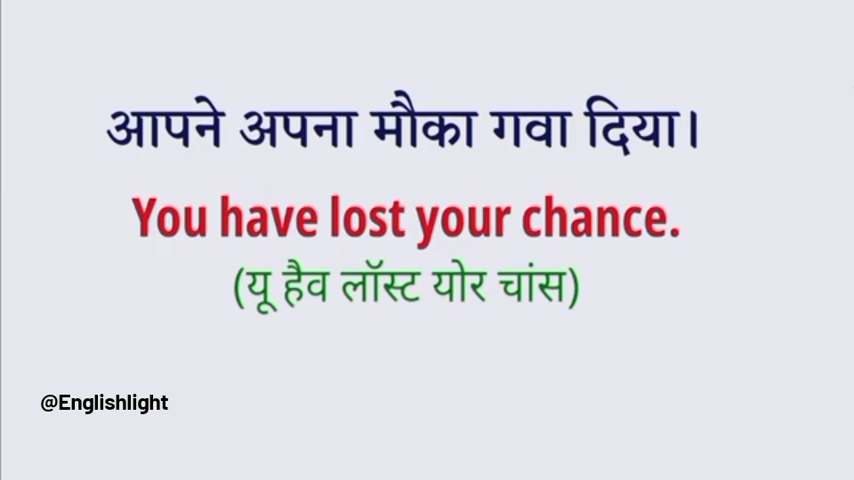 आपने अपना मौका गवा दिया।
You have lost your chance.
(यू हैव लॉस्ट योर चांस)
@Englishlight